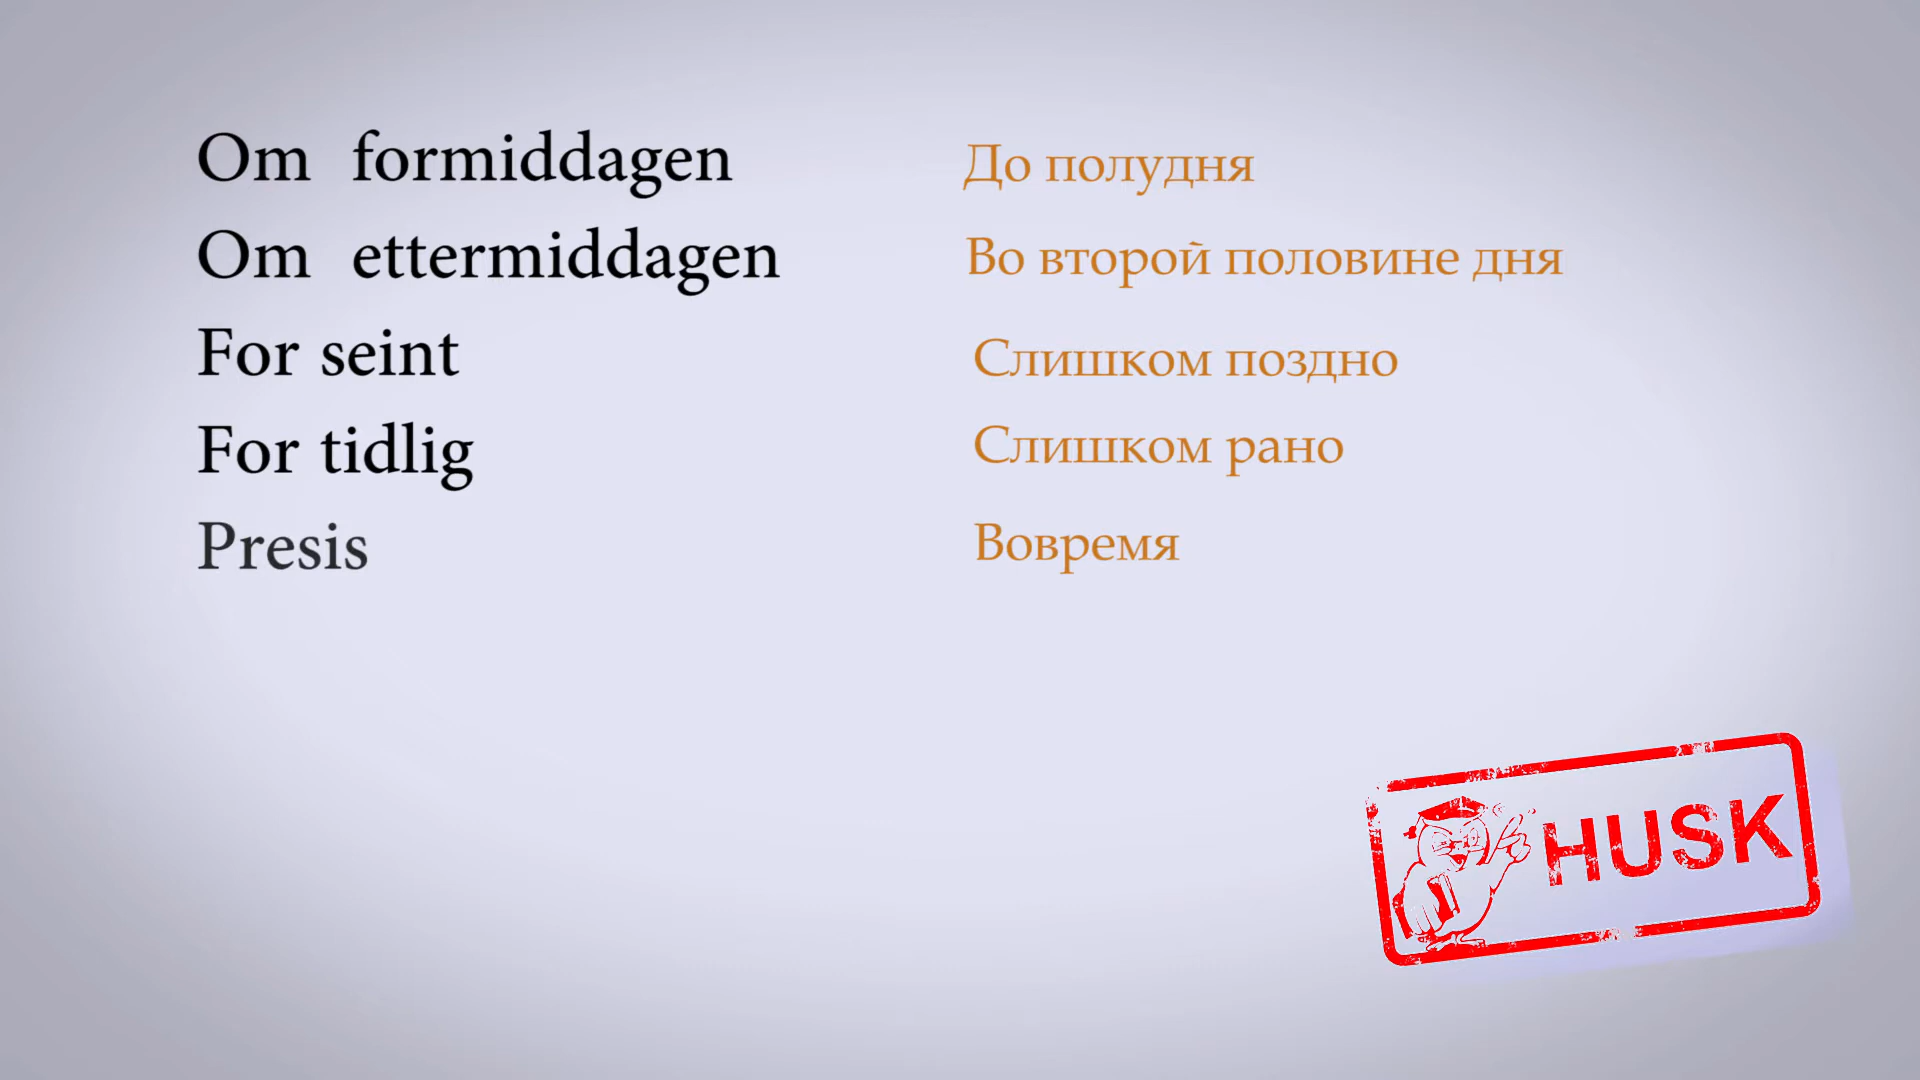 Om formiddagen До полудня
Om ettermiddagen Во второй половине дня
For seint Слишком поздно
For tidlig Слишком рано
Presis Вовремя
HUSK